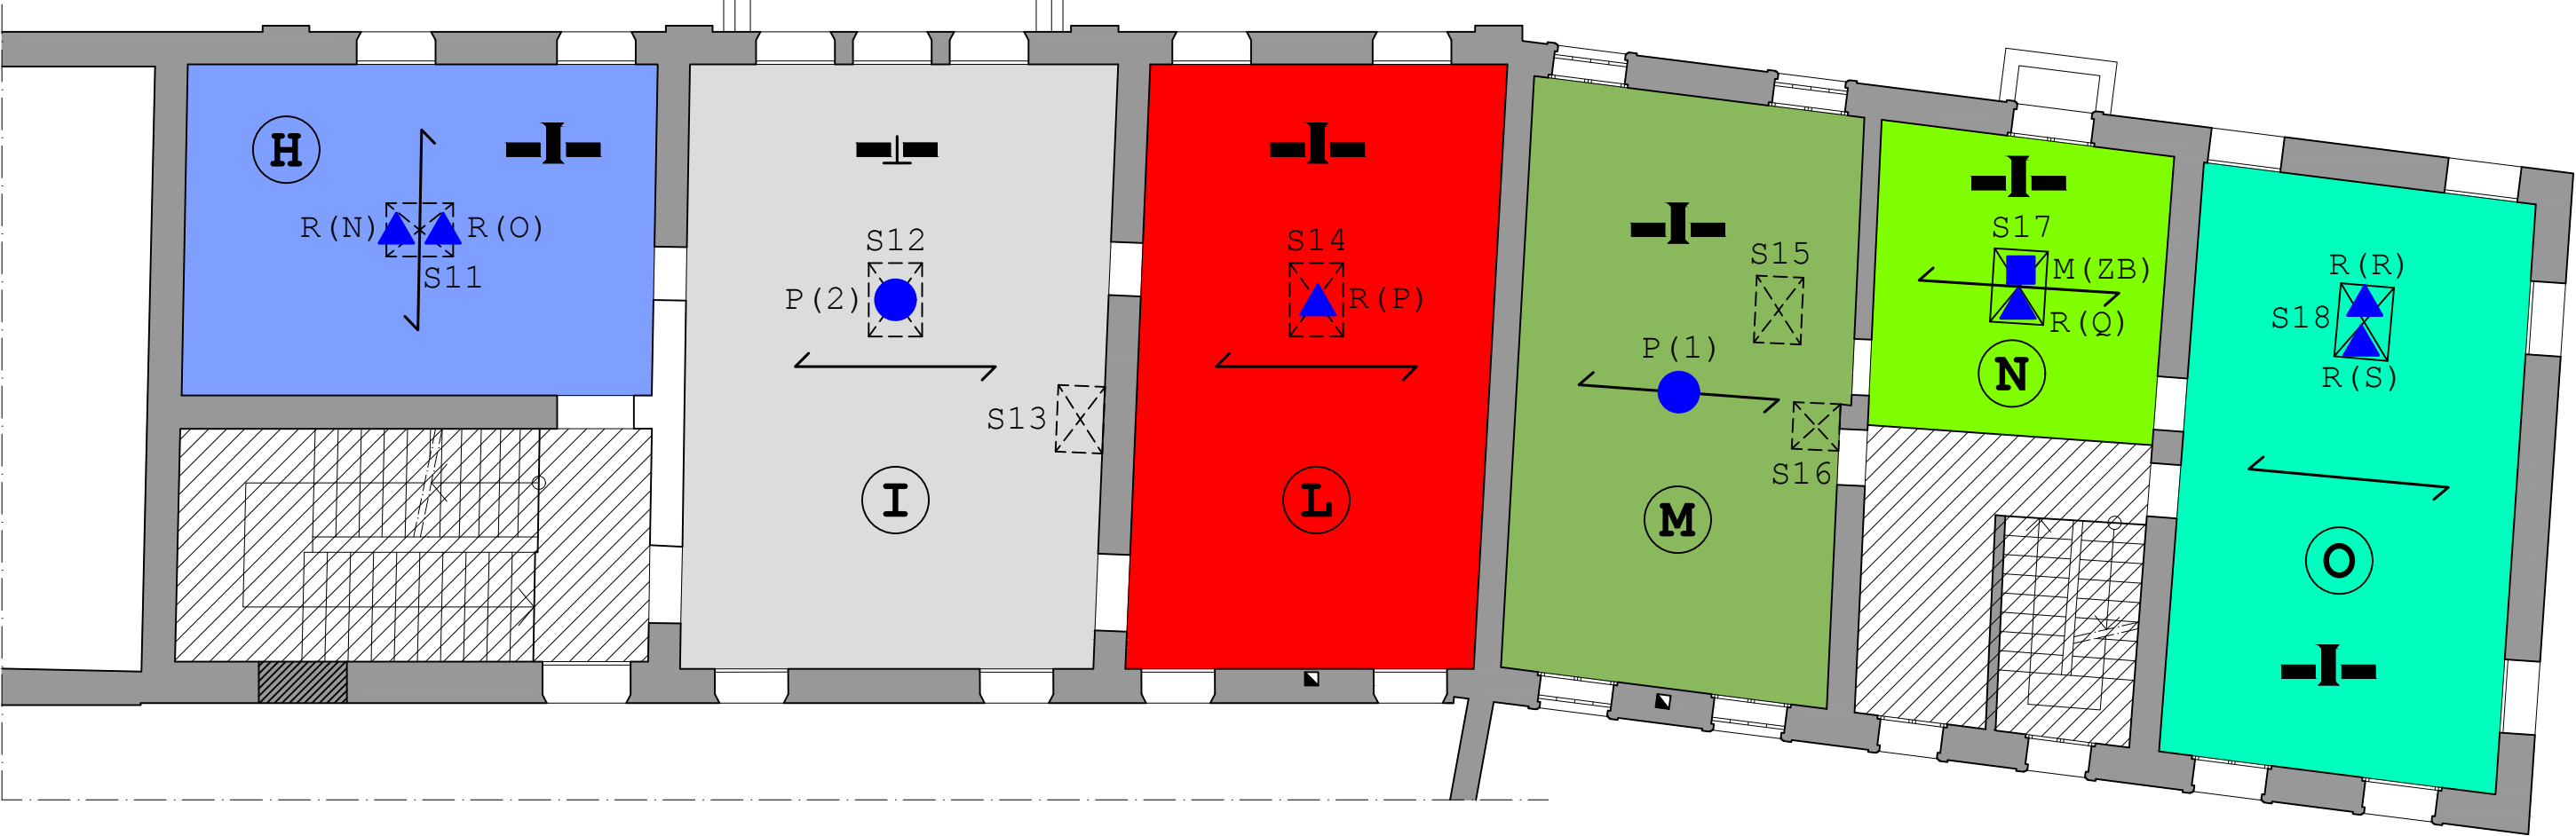 H
R(N)
R(O)
S11
S12
P(2)
S13
I
S14
R(P)
L
S15
P(1)
S16
M
S17
M(ZB)
R(Q)
N
R(R)
S18
R(S)
O